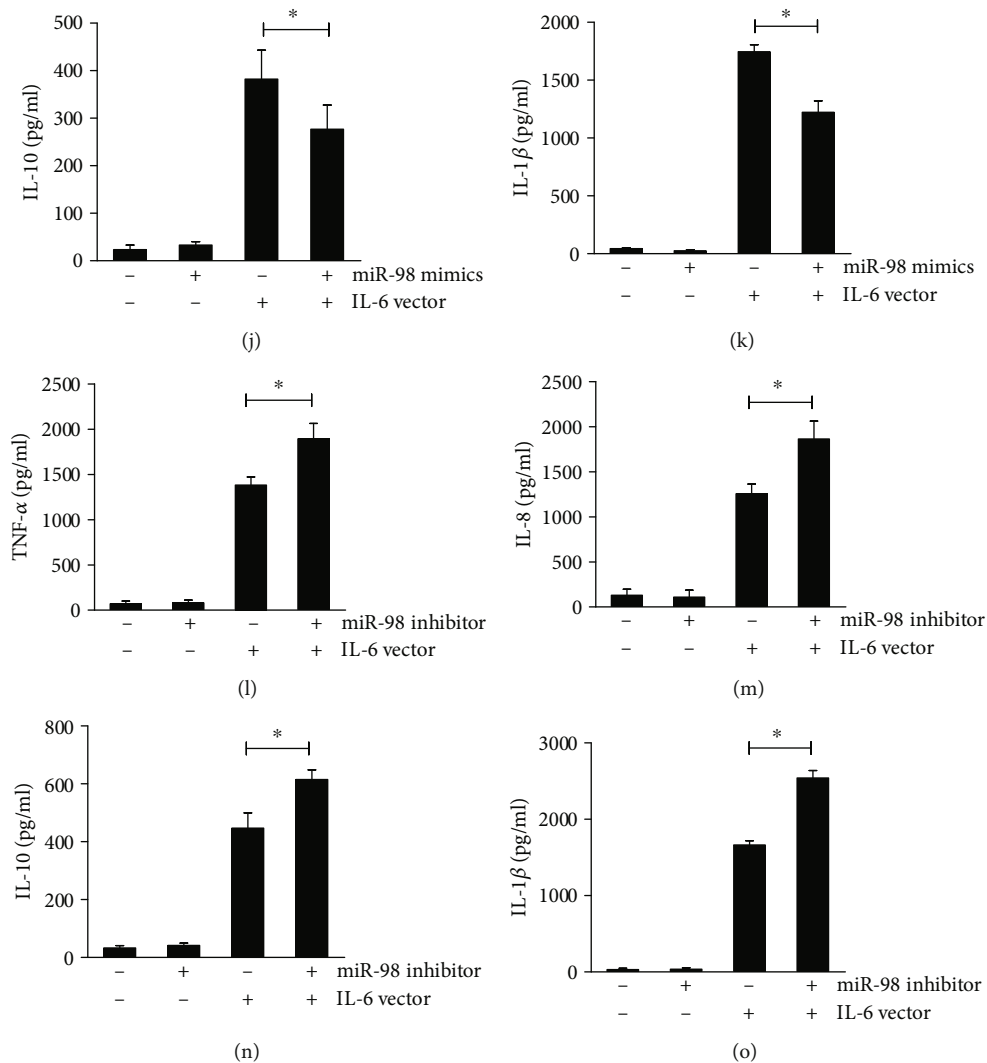 *
500
400
300
200
100
0
IL-10 (pg/ml)
– + – + miR-98 mimics
– – + + IL-6 vector
(j)
*
2000
1500
1000
500
0
IL-1β (pg/ml)
– + – + miR-98 mimics
– – + + IL-6 vector
(k)
*
2500
2000
1500
1000
500
0
TNF-α (pg/ml)
– + – + miR-98 inhibitor
– – + + IL-6 vector
(l)
*
2500
2000
1500
1000
500
0
IL-8 (pg/ml)
– + – + miR-98 inhibitor
– – + + IL-6 vector
(m)
*
800
600
400
200
0
IL-10 (pg/ml)
– + – + miR-98 inhibitor
– – + + IL-6 vector
(n)
*
3000
2000
1000
0
IL-1β (pg/ml)
– + – + miR-98 inhibitor
– – + + IL-6 vector
(o)